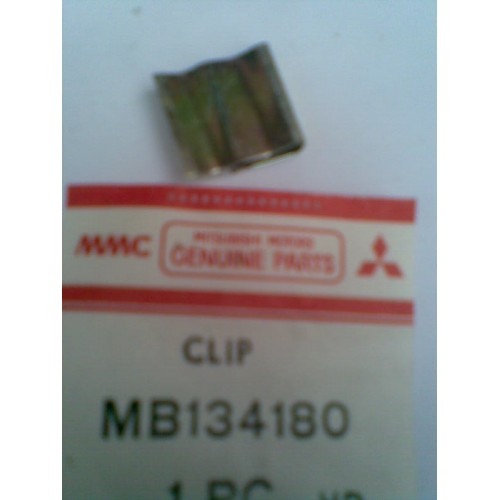 MMC MITSUBISHI MOTORS
GENUINE PARTS
CLIP
MB134180
1 PC